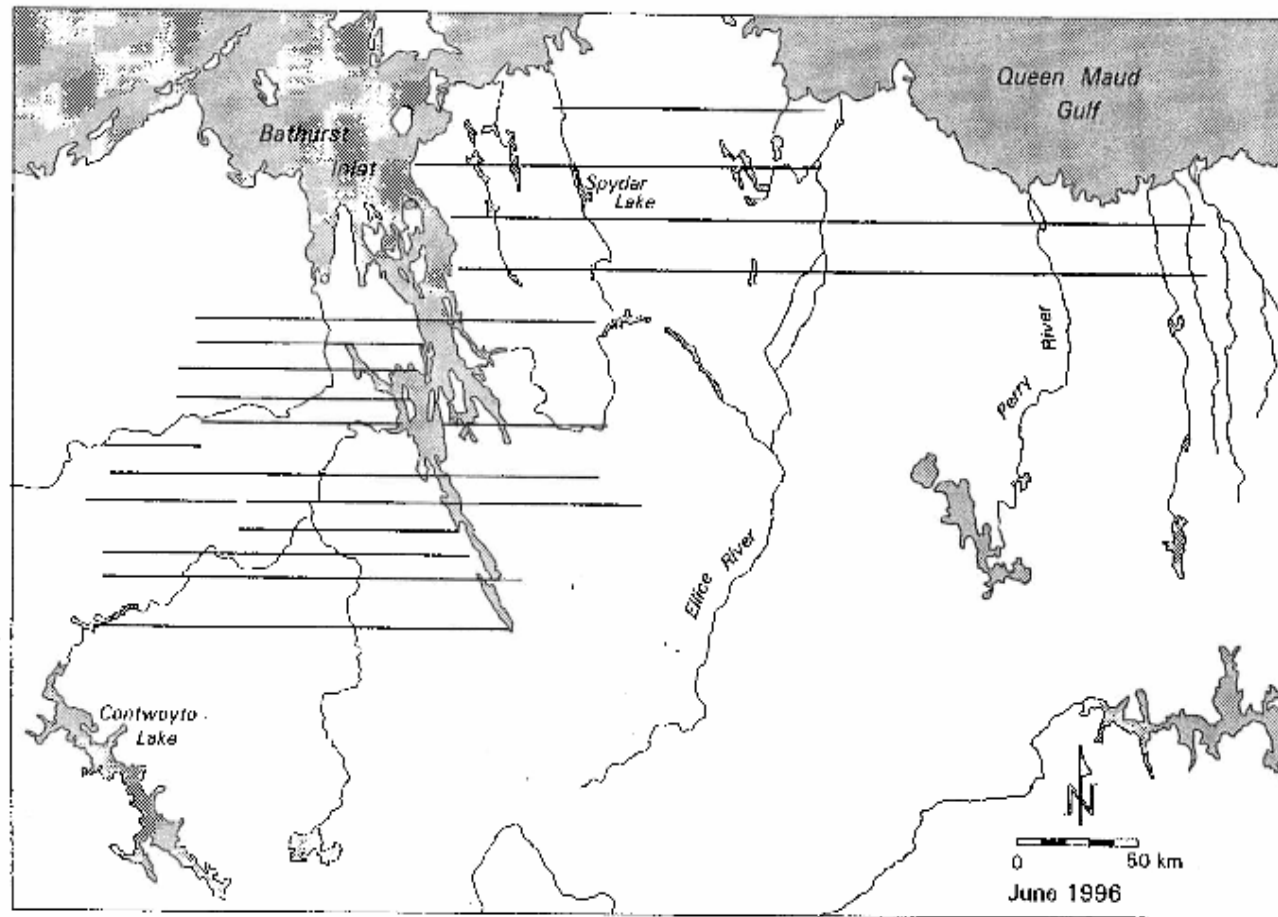 Queen Maud
Gulf
Bathurst
Inlet
Spydar
Lake
River
Perry
Ellice River
Contwoyto
Lake
N
0 50 km
June 1996